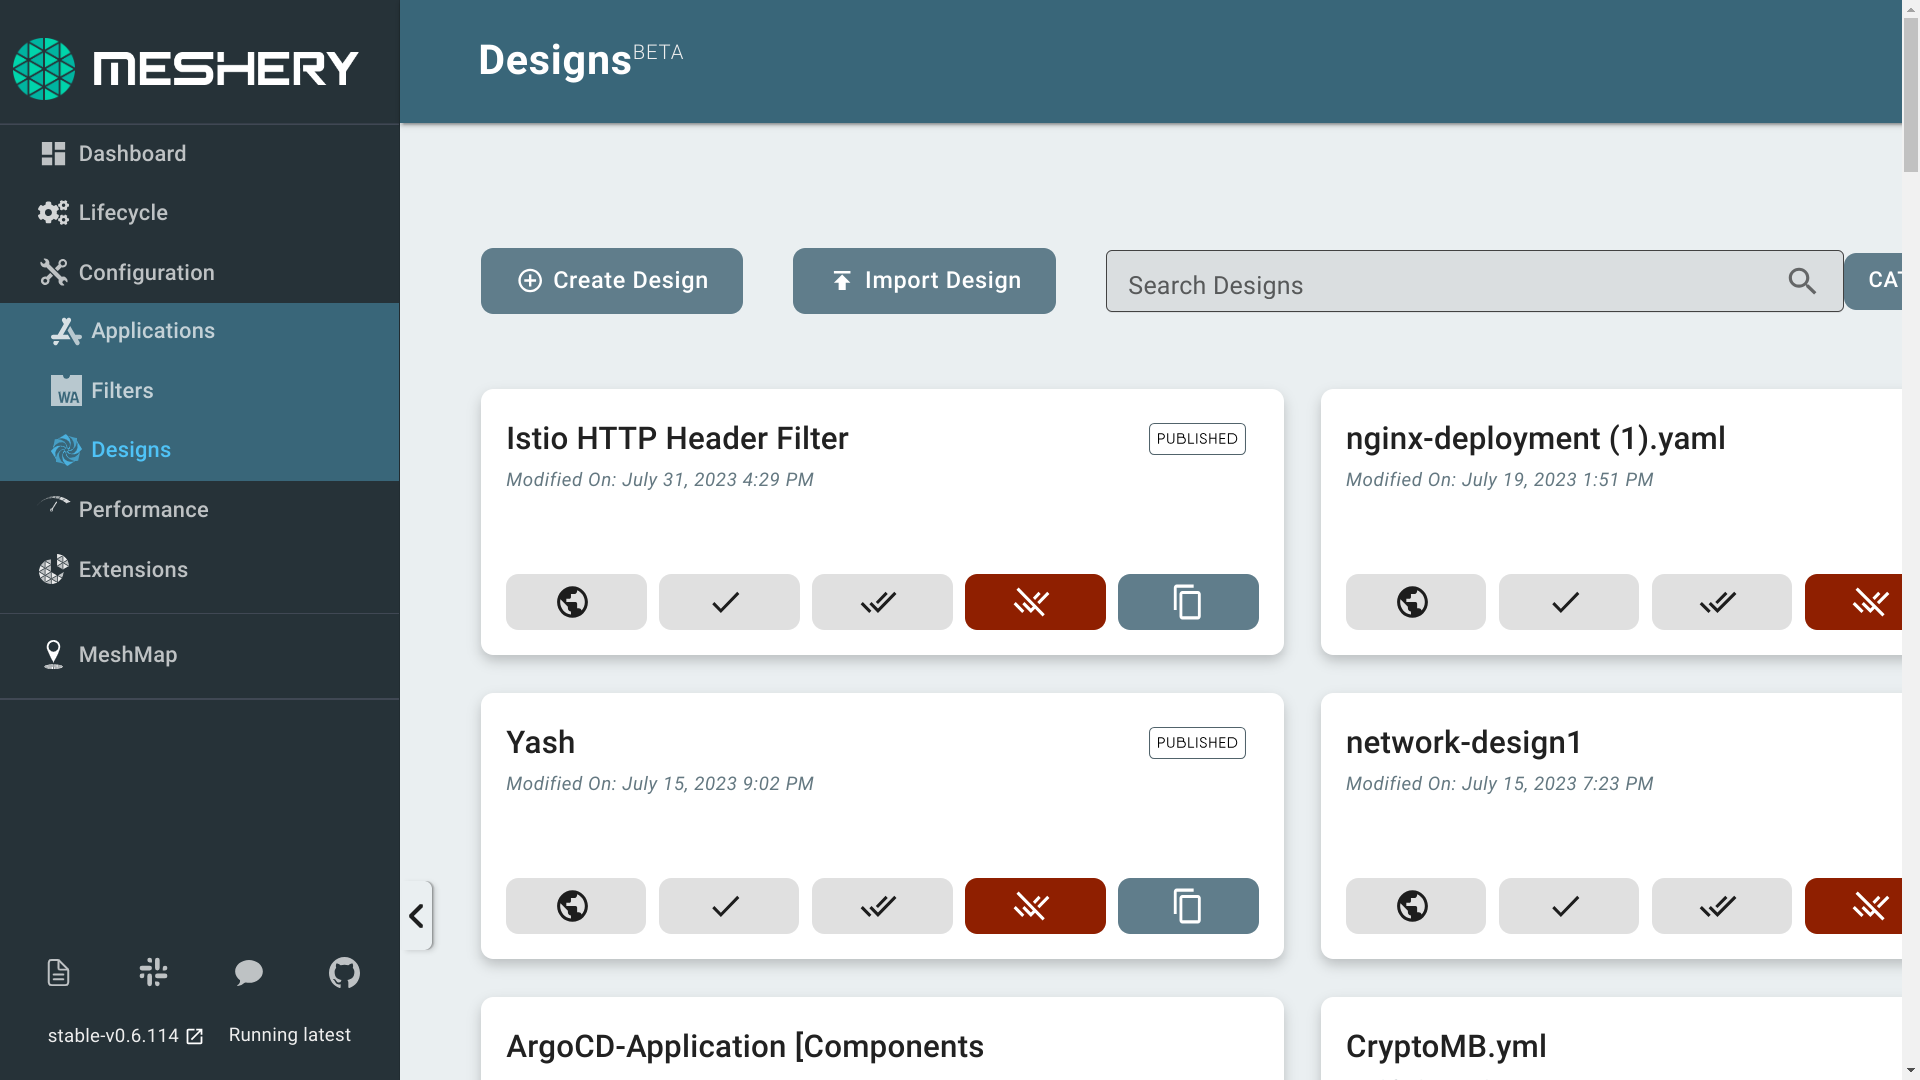 MESHERY
Designs BETA
Dashboard
Lifecycle
Configuration
Applications
WA Filters
Designs
Performance
Extensions
MeshMap
stable-v0.6.114 Running latest
Create Design
Import Design
Search Designs
CAT
Istio HTTP Header Filter
PUBLISHED
Modified On: July 31, 2023 4:29 PM
nginx-deployment (1).yaml
Modified On: July 19, 2023 1:51 PM
Yash
PUBLISHED
Modified On: July 15, 2023 9:02 PM
network-design1
Modified On: July 15, 2023 7:23 PM
ArgoCD-Application [Components
CryptoMB.yml